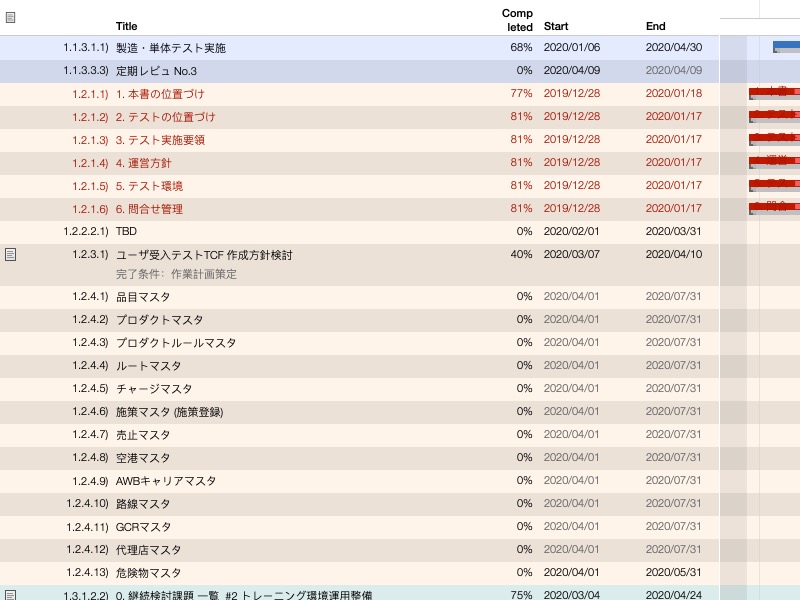 Title Comp leted Start End
1.1.3.1.1) 製造・単体テスト実施 68% 2020/01/06 2020/04/30
1.1.3.3.3) 定期レビュ No.3 0% 2020/04/09 2020/04/09
1.2.1.1) 1. 本書の位置づけ 77% 2019/12/28 2020/01/18
1.2.1.2) 2. テストの位置づけ 81% 2019/12/28 2020/01/17
1.2.1.3) 3. テスト実施要領 81% 2019/12/28 2020/01/17
1.2.1.4) 4. 運営方針 81% 2019/12/28 2020/01/17
1.2.1.5) 5. テスト環境 81% 2019/12/28 2020/01/17
1.2.1.6) 6. 問合せ管理 81% 2019/12/28 2020/01/17
1.2.2.2.1) TBD 0% 2020/02/01 2020/03/31
1.2.3.1) ユーザ受入テストTCF 作成方針検討 40% 2020/03/07 2020/04/10
完了条件: 作業計画策定
1.2.4.1) 品目マスタ 0% 2020/04/01 2020/07/31
1.2.4.2) プロダクトマスタ 0% 2020/04/01 2020/07/31
1.2.4.3) プロダクトルールマスタ 0% 2020/04/01 2020/07/31
1.2.4.4) ルートマスタ 0% 2020/04/01 2020/07/31
1.2.4.5) チャージマスタ 0% 2020/04/01 2020/07/31
1.2.4.6) 施策マスタ (施策登録) 0% 2020/04/01 2020/07/31
1.2.4.7) 売止マスタ 0% 2020/04/01 2020/07/31
1.2.4.8) 空港マスタ 0% 2020/04/01 2020/07/31
1.2.4.9) AWBキャリアマスタ 0% 2020/04/01 2020/07/31
1.2.4.10) 路線マスタ 0% 2020/04/01 2020/07/31
1.2.4.11) GCRマスタ 0% 2020/04/01 2020/07/31
1.2.4.12) 代理店マスタ 0% 2020/04/01 2020/07/31
1.2.4.13) 危険物マスタ 0% 2020/04/01 2020/05/31
1.3.1.2.2) 0. 継続検討課題 一覧 #2 トレーニング環境運用整備 75% 2020/03/04 2020/04/24